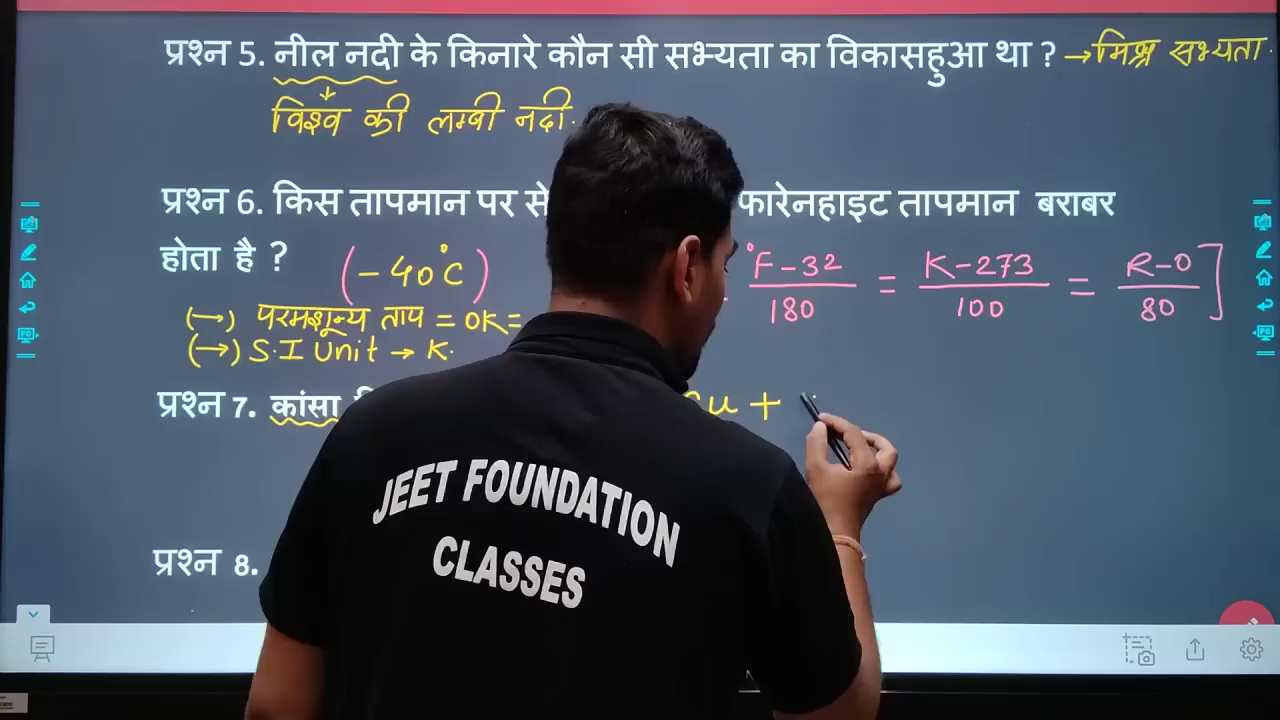 प्रश्न 5. नील नदी के किनारे कौन सी सभ्यता का विकासहुआ था ? → मिश्र सभ्यता.
↓
विश्व की लम्बी नदी.
प्रश्न 6. किस तापमान पर से फारेनहाइट तापमान बराबर
होता है ? (-40°C) °F-32/180 = K-273/100 = R-0/80]
(→) परमशून्य ताप = 0K=
(→) S.I Unit → K.
प्रश्न 7. कांसा Cu +
प्रश्न 8.
JEET FOUNDATION
CLASSES